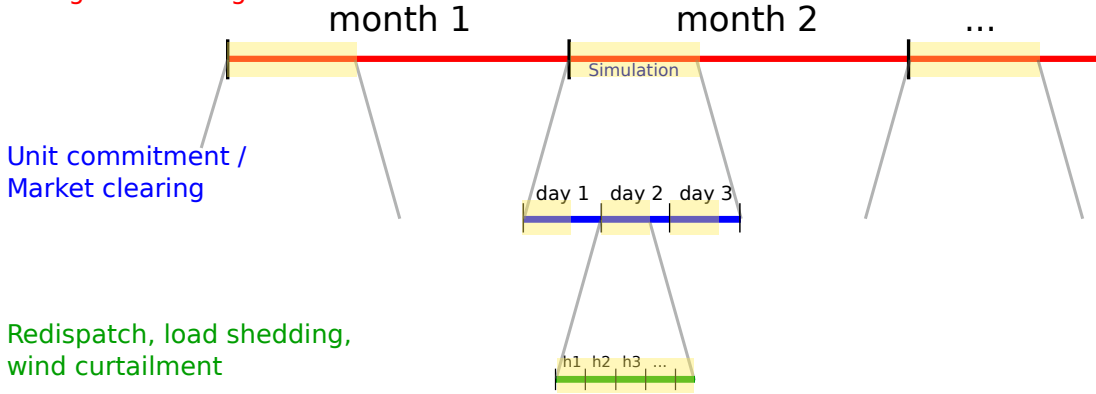 month 1
month 2
...
Simulation
Unit commitment /
Market clearing
day 1
day 2
day 3
Redispatch, load shedding,
wind curtailment
h1
h2
h3
...